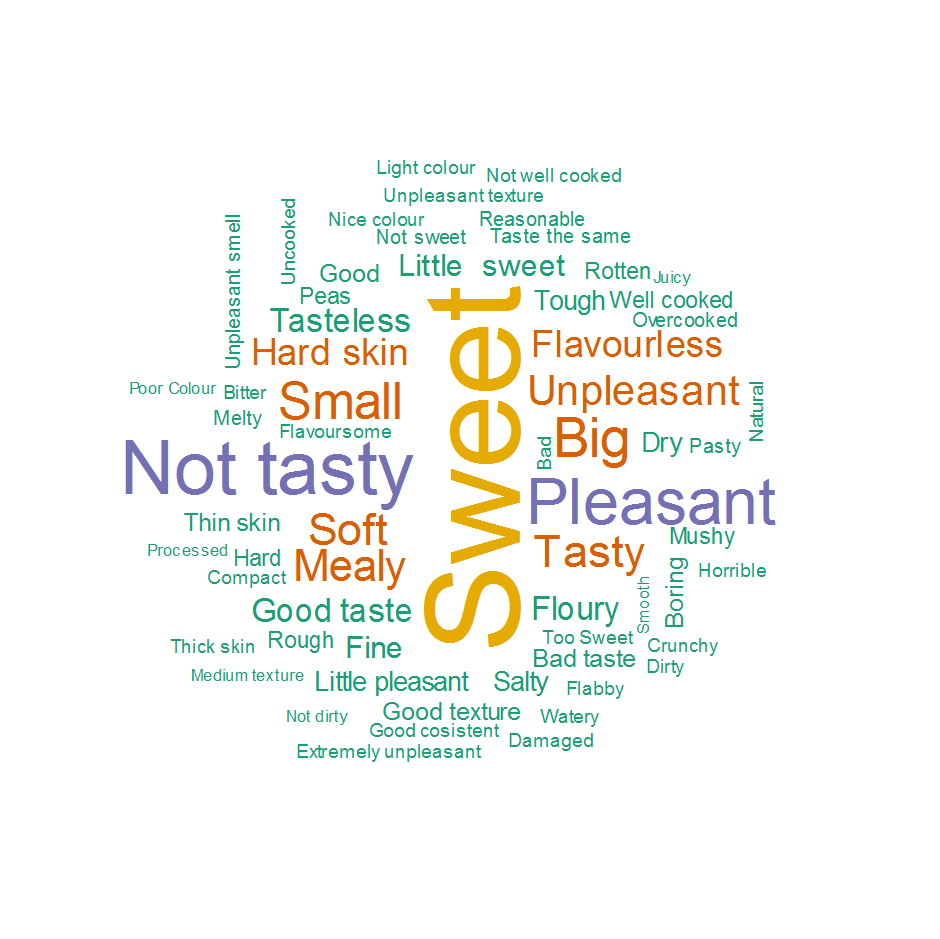 Light colour
Not well cooked
Unpleasant texture
Nice colour
Reasonable
Not sweet
Taste the same
Unpleasant smell
Uncooked
Good
Little sweet
Rotten
Juicy
Peas
Tough
Well cooked
Tasteless
Overcooked
Hard skin
Flavourless
Poor Colour
Bitter
Small
Sweet
Unpleasant
Natural
Melty
Flavoursome
Big
Bad
Dry
Pasty
Not tasty
Pleasant
Thin skin
Soft
Mushy
Processed
Hard
Mealy
Tasty
Compact
Horrible
Boring
Smooth
Good taste
Floury
Thick skin
Rough
Fine
Too Sweet
Crunchy
Bad taste
Dirty
Medium texture
Little pleasant
Salty
Flabby
Not dirty
Good texture
Watery
Good cosistent
Damaged
Extremely unpleasant